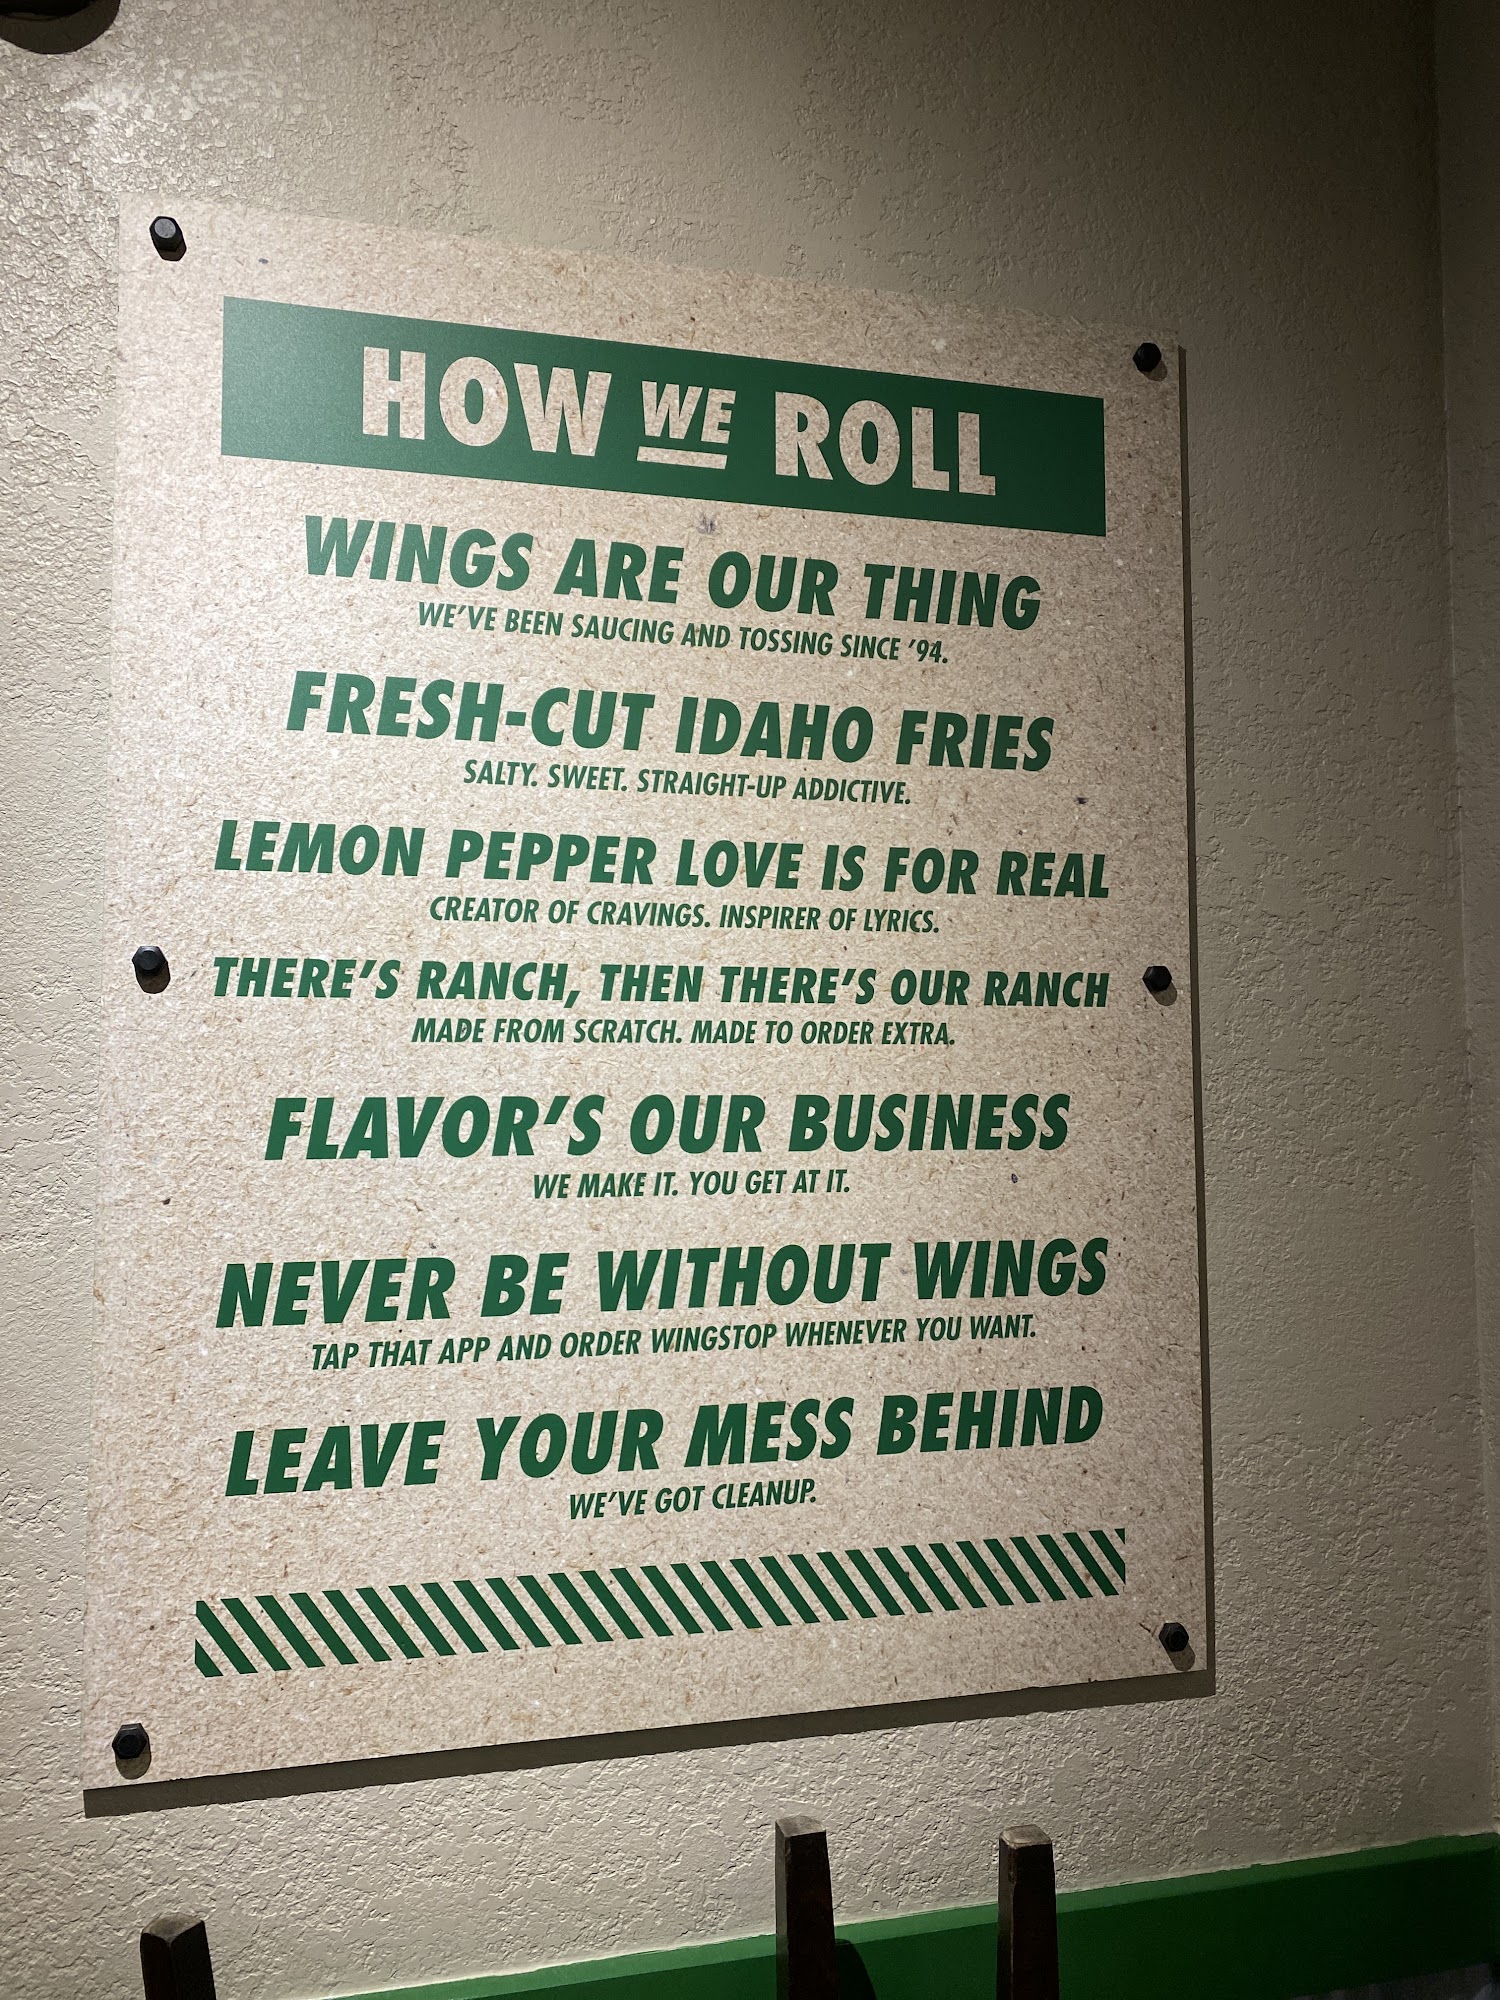 HOW WE ROLL
WINGS ARE OUR THING
WE'VE BEEN SAUCING AND TOSSING SINCE '94.
FRESH-CUT IDAHO FRIES
SALTY. SWEET. STRAIGHT-UP ADDICTIVE.
LEMON PEPPER LOVE IS FOR REAL
CREATOR OF CRAVINGS. INSPIRER OF LYRICS.
THERE'S RANCH, THEN THERE'S OUR RANCH
MADE FROM SCRATCH. MADE TO ORDER EXTRA.
FLAVOR'S OUR BUSINESS
WE MAKE IT. YOU GET AT IT.
NEVER BE WITHOUT WINGS
TAP THAT APP AND ORDER WINGSTOP WHENEVER YOU WANT.
LEAVE YOUR MESS BEHIND
WE'VE GOT CLEANUP.